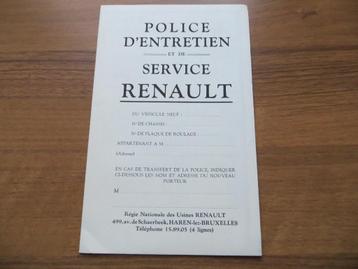 POLICE
D'ENTRETIEN
ET DE
SERVICE
RENAULT
DU VEHICULE NEUF :
N° DE CHASSIS :
N° DE PLAQUE DE ROULAGE :
APPARTENANT A M
(Adresse)
EN CAS DE TRANSFERT DE LA POLICE, INDIQUER
CI-DESSOUS LES NOM ET ADRESSE DU NOUVEAU
PORTEUR
M
Régie Nationale des Usines RENAULT
499, av. de Schaerbeek, HAREN-lez-BRUXELLES
Téléphone 15.89.05 (4 lignes)